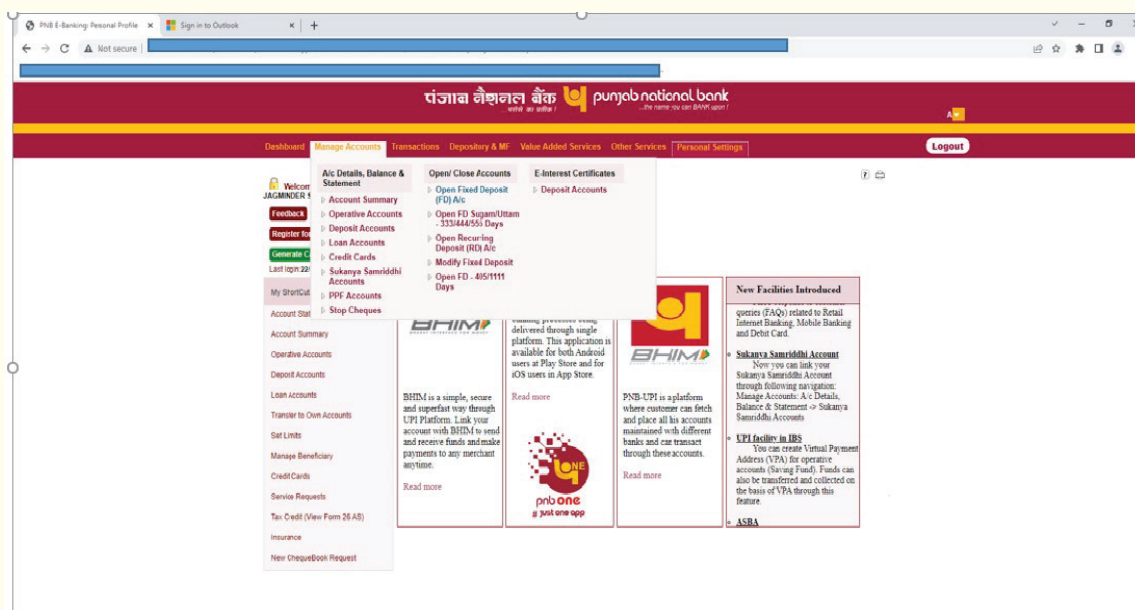 PNB E-Banking: Personal Profile
Sign in to Outlook
Not secure
पंजाब नैशनल बैंक punjab national bank
भरोसे का प्रतीक ! ...the name you can BANK upon !
A
Dashboard Manage Accounts Transactions Depository & MF Value Added Services Other Services Personal Settings Logout
A/c Details, Balance & Statement
Account Summary
Operative Accounts
Deposit Accounts
Loan Accounts
Credit Cards
Sukanya Samriddhi
Accounts
PPF Accounts
Stop Cheques
Open/ Close Accounts
Open Fixed Deposit
(FD) A/c
Open FD Sugam/Uttam
- 333/444/555 Days
Open Recurring
Deposit (RD) A/c
Modify Fixed Deposit
Open FD - 405/1111
Days
E-Interest Certificates
Deposit Accounts
Welcom
JAGMINDER S
Feedback
Register for
Generate C
Last login:
My ShortCut
Account Stat
Account Summary
Operative Accounts
Deposit Accounts
Loan Accounts
Transfer to Own Accounts
Set Limits
Manage Beneficiary
Credit Cards
Service Requests
Tax Credit (View Form 26 AS)
Insurance
New ChequeBook Request
BHIM
BHIM is a simple, secure
and superfast way through
UPI Platform. Link your
account with BHIM to send
and receive funds and make
payments to any merchant
anytime.
Read more
banking processes being
delivered through single
platform. This application is
available for both Android
users at Play Store and for
iOS users in App Store.
Read more
ONE
pnb one
# just one app
BHIM
PNB-UPI is a platform
where customer can fetch
and place all his accounts
maintained with different
banks and can transact
through these accounts.
Read more
New Facilities Introduced
queries (FAQs) related to Retail
Internet Banking, Mobile Banking
and Debit Card.
Sukanya Samriddhi Account
Now you can link your
Sukanya Samriddhi Account
through following navigation:
Manage Accounts: A/c Details,
Balance & Statement -> Sukanya
Samriddhi Accounts
UPI facility in IBS
You can create Virtual Payment
Address (VPA) for operative
accounts (Saving Fund). Funds can
also be transferred and collected on
the basis of VPA through this
feature.
ASBA